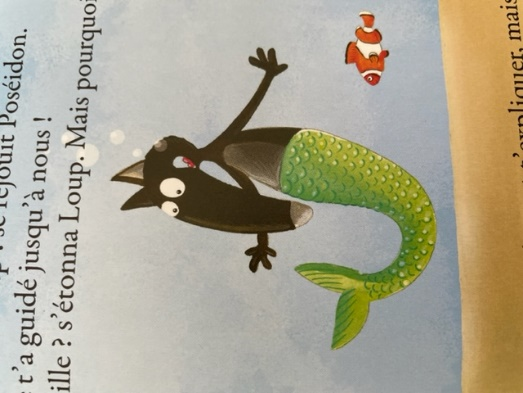 se réjouit Poséidon.
t'a guidé jusqu'à nous !
ille ? s'étonna Loup. Mais pourquoi
t'expliquer, mais